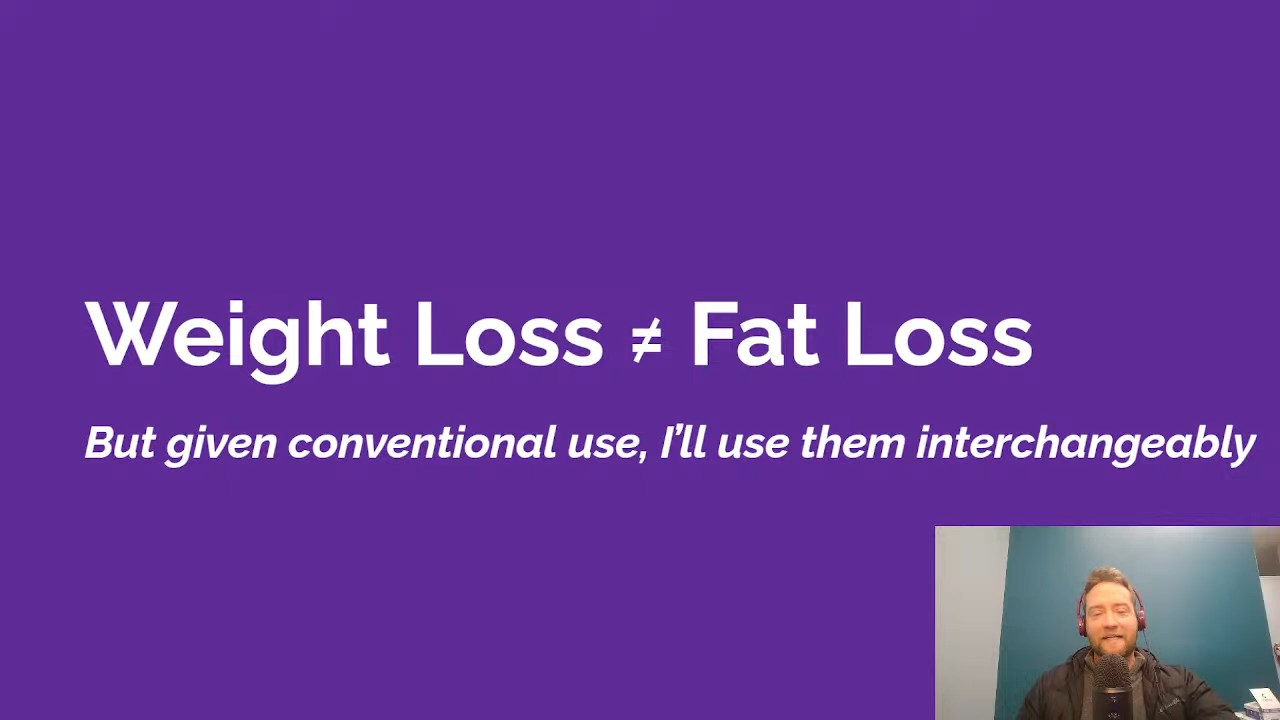 Weight Loss ≠ Fat Loss
But given conventional use, I’ll use them interchangeably